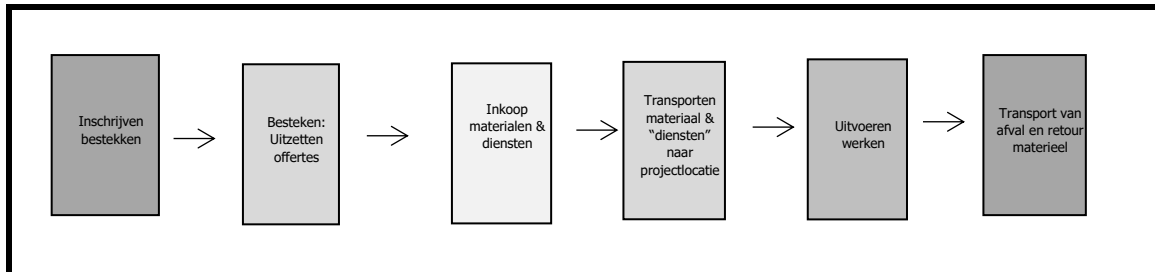 Inschrijven
bestekken
Besteken:
Uitzetten
offertes
Inkoop
materialen &
diensten
Transporten
materiaal &
“diensten”
naar
projectlocatie
Uitvoeren
werken
Transport van
afval en retour
materieel